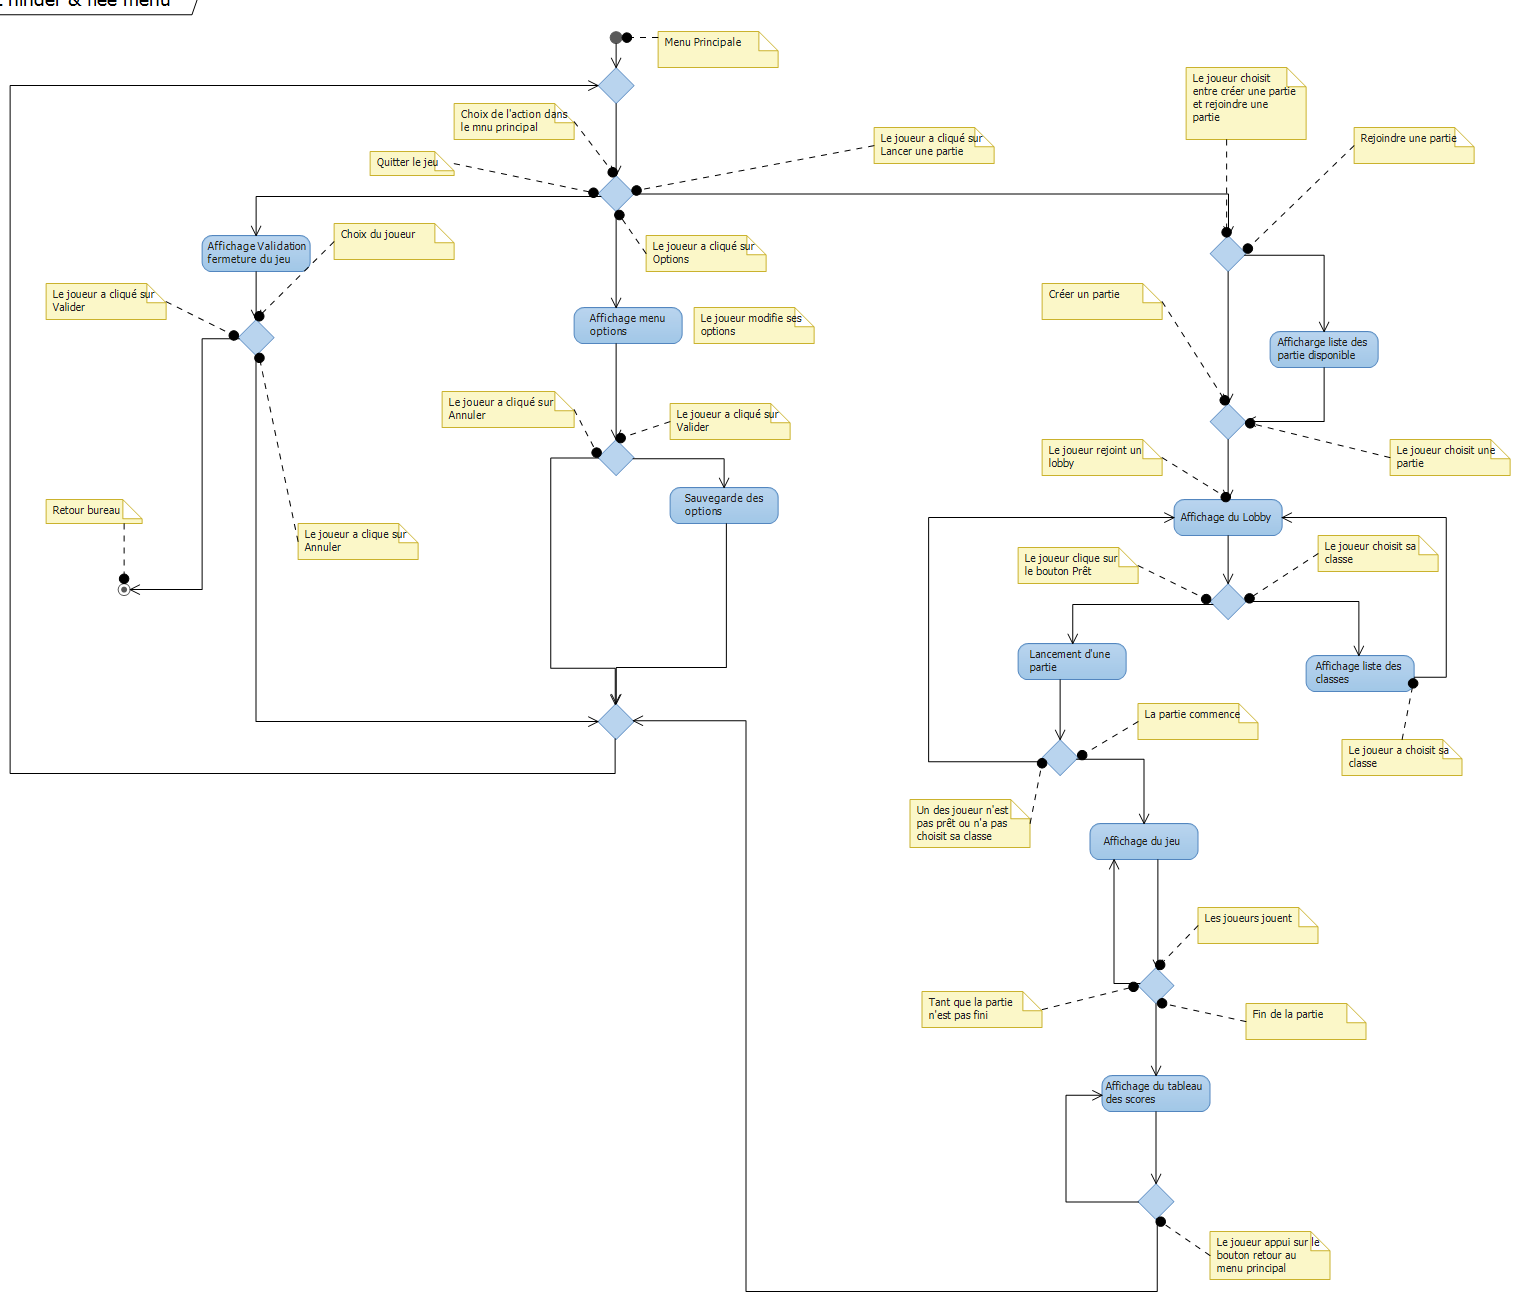 & nee menu
Menu Principale
Le joueur choisit
entre créer une partie
et rejoindre une
partie
Choix de l'action dans
le mnu principal
Le joueur a cliqué sur
Lancer une partie
Rejoindre une partie
Quitter le jeu
Choix du joueur
Affichage Validation
fermeture du jeu
Le joueur a cliqué sur
Options
Le joueur a cliqué sur
Valider
Créer un partie
Affichage menu
options
Le joueur modifie ses
options
Afficharge liste des
partie disponible
Le joueur a cliqué sur
Annuler
Le joueur a cliqué sur
Valider
Le joueur rejoint un
lobby
Le joueur choisit une
partie
Retour bureau
Sauvegarde des
options
Affichage du Lobby
Le joueur a clique sur
Annuler
Le joueur clique sur
le bouton Prêt
Le joueur choisit sa
classe
Lancement d'une
partie
Affichage liste des
classes
La partie commence
Le joueur a choisit sa
classe
Un des joueur n'est
pas prêt ou n'a pas
choisit sa classe
Affichage du jeu
Les joueurs jouent
Tant que la partie
n'est pas fini
Fin de la partie
Affichage du tableau
des scores
Le joueur appui sur le
bouton retour au
menu principal